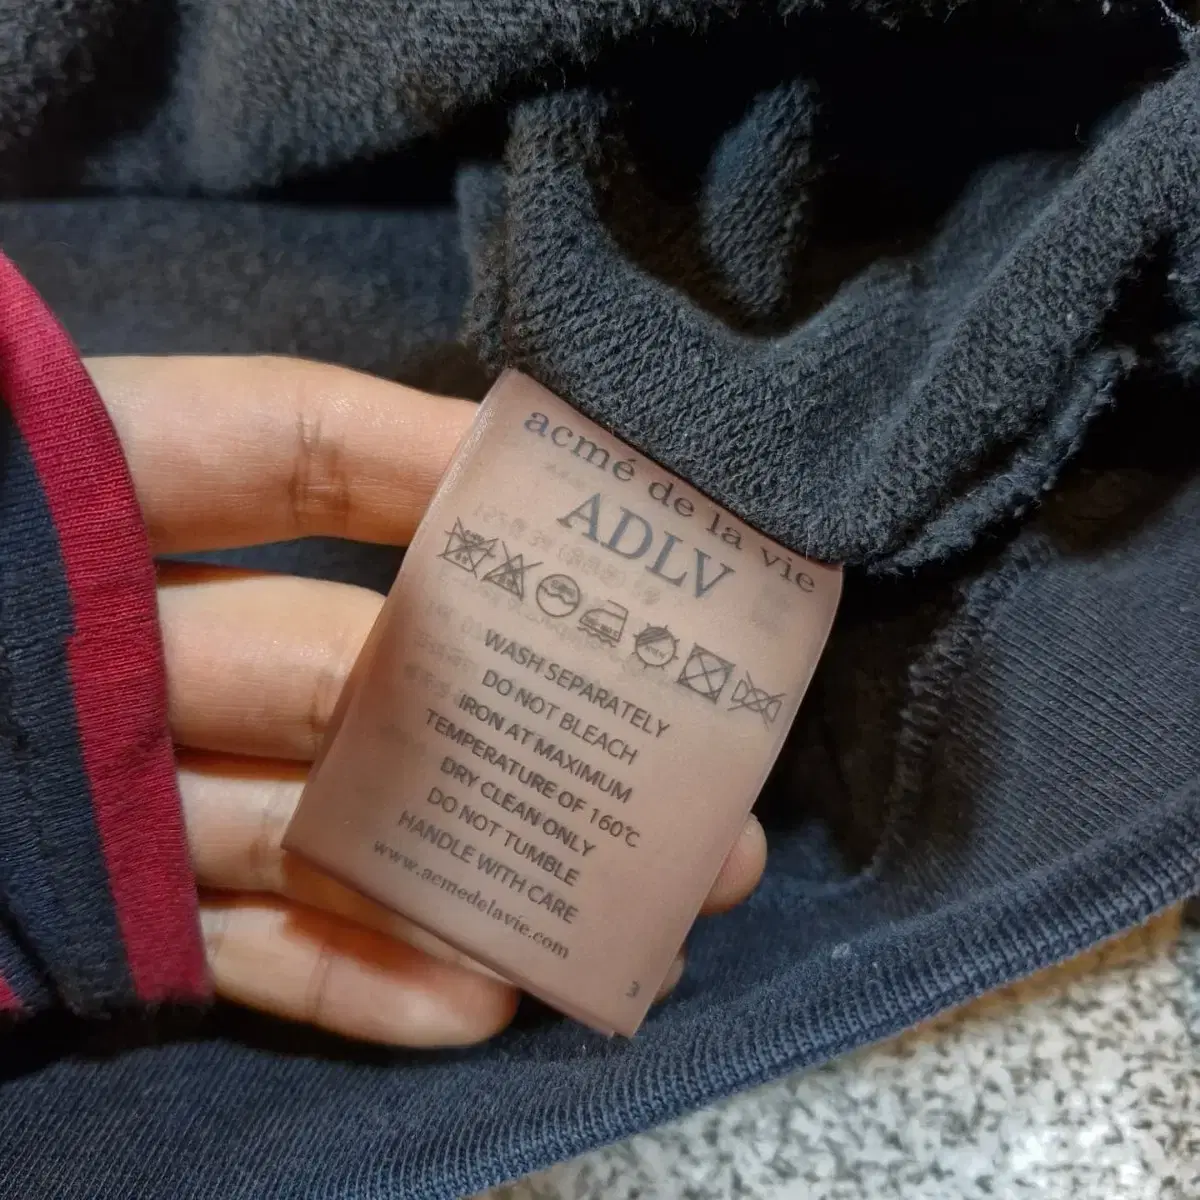 acmé de la vie
ADLV
WASH SEPARATELY
DO NOT BLEACH
IRON AT MAXIMUM
TEMPERATURE OF 160℃
DRY CLEAN ONLY
DO NOT TUMBLE
HANDLE WITH CARE
www.acmedelavie.com
3